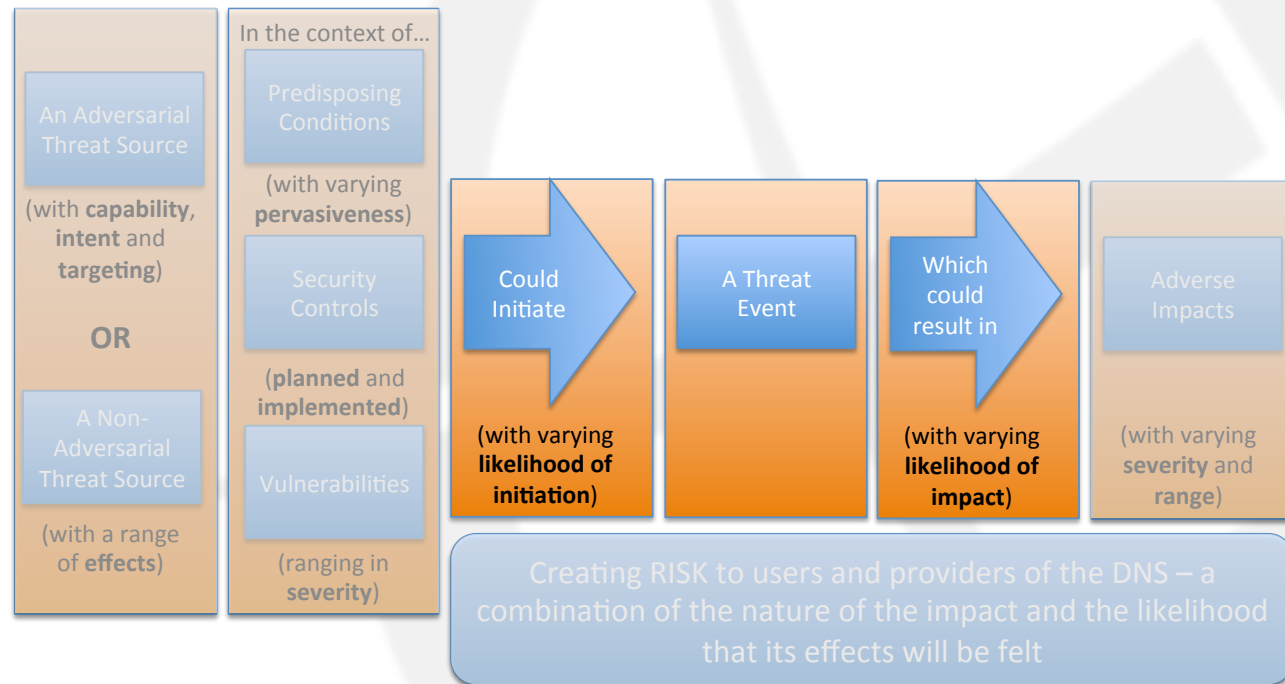 An Adversarial
Threat Source
(with capability,
intent and
targeting)
OR
A Non-
Adversarial
Threat Source
(with a range
of effects)
In the context of…
Predisposing
Conditions
(with varying
pervasiveness)
Security
Controls
(planned and
implemented)
Vulnerabilities
(ranging in
severity)
Could
Initiate
(with varying
likelihood of
initiation)
A Threat
Event
Which
could
result in
(with varying
likelihood of
impact)
Adverse
Impacts
(with varying
severity and
range)
Creating RISK to users and providers of the DNS – a
combination of the nature of the impact and the likelihood
that its effects will be felt